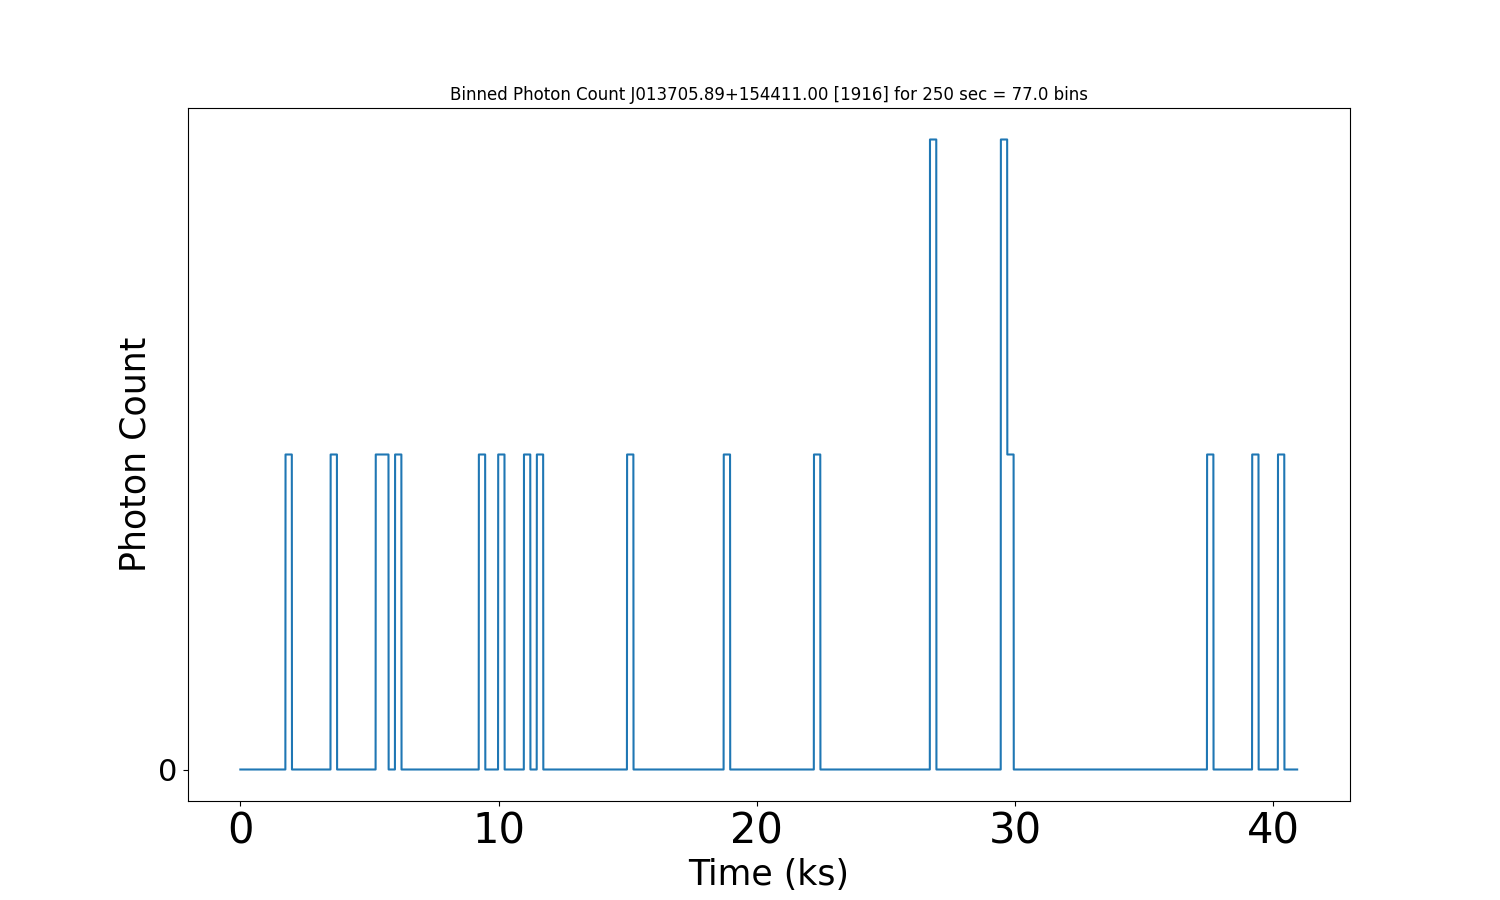 Binned Photon Count J013705.89+154411.00 [1916] for 250 sec = 77.0 bins
Photon Count
0
0 10 20 30 40
Time (ks)